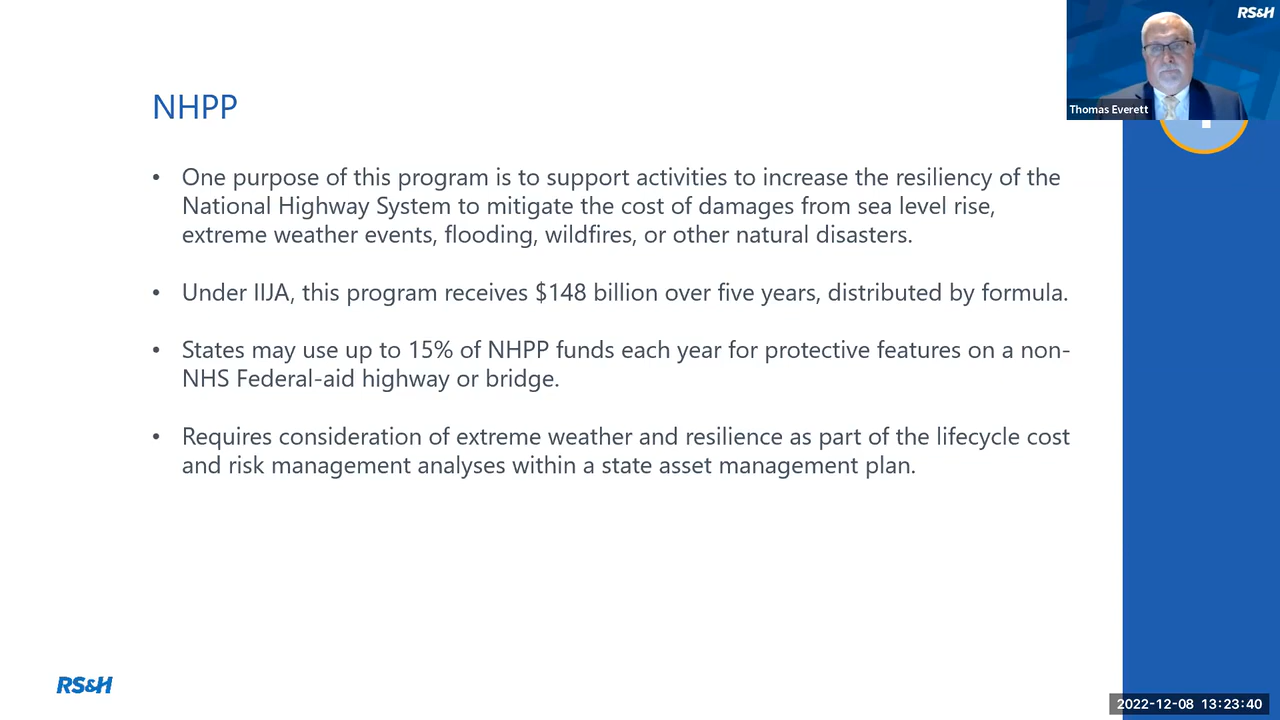 RS&H
Thomas Everett
NHPP
• One purpose of this program is to support activities to increase the resiliency of the
National Highway System to mitigate the cost of damages from sea level rise,
extreme weather events, flooding, wildfires, or other natural disasters.
• Under IIJA, this program receives $148 billion over five years, distributed by formula.
• States may use up to 15% of NHPP funds each year for protective features on a non-
NHS Federal-aid highway or bridge.
• Requires consideration of extreme weather and resilience as part of the lifecycle cost
and risk management analyses within a state asset management plan.
RS&H
2022-12-08 13:23:40